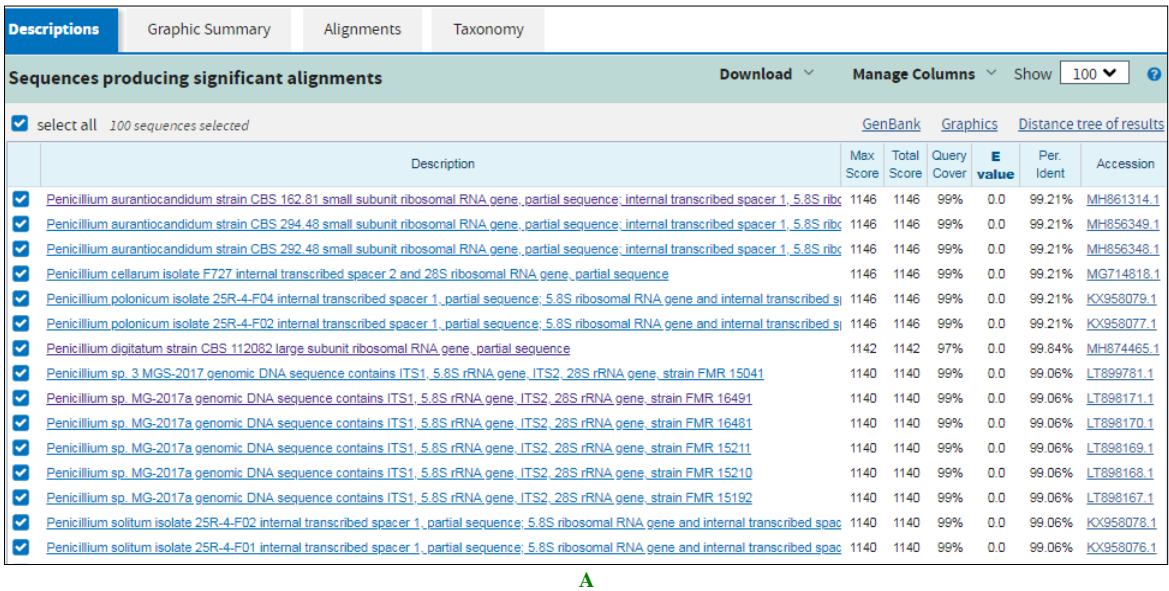 Descriptions Graphic Summary Alignments Taxonomy
Sequences producing significant alignments Download Manage Columns Show 100 ?
select all 100 sequences selected GenBank Graphics Distance tree of results
Description Max Score Total Score Query Cover E value Per. Ident Accession
Penicillium aurantiocandidum strain CBS 162.81 small subunit ribosomal RNA gene, partial sequence; internal transcribed spacer 1, 5.8S ribo 1146 1146 99% 0.0 99.21% MH861314.1
Penicillium aurantiocandidum strain CBS 294.48 small subunit ribosomal RNA gene, partial sequence; internal transcribed spacer 1, 5.8S ribo 1146 1146 99% 0.0 99.21% MH856349.1
Penicillium aurantiocandidum strain CBS 292.48 small subunit ribosomal RNA gene, partial sequence; internal transcribed spacer 1, 5.8S ribo 1146 1146 99% 0.0 99.21% MH856348.1
Penicillium cellarum isolate F727 internal transcribed spacer 2 and 28S ribosomal RNA gene, partial sequence 1146 1146 99% 0.0 99.21% MG714818.1
Penicillium polonicum isolate 25R-4-F04 internal transcribed spacer 1, partial sequence; 5.8S ribosomal RNA gene and internal transcribed s 1146 1146 99% 0.0 99.21% KX958079.1
Penicillium polonicum isolate 25R-4-F02 internal transcribed spacer 1, partial sequence; 5.8S ribosomal RNA gene and internal transcribed s 1146 1146 99% 0.0 99.21% KX958077.1
Penicillium digitatum strain CBS 112082 large subunit ribosomal RNA gene, partial sequence 1142 1142 97% 0.0 99.84% MH874465.1
Penicillium sp. 3 MGS-2017 genomic DNA sequence contains ITS1, 5.8S rRNA gene, ITS2, 28S rRNA gene, strain FMR 15041 1140 1140 99% 0.0 99.06% LT899781.1
Penicillium sp. MG-2017a genomic DNA sequence contains ITS1, 5.8S rRNA gene, ITS2, 28S rRNA gene, strain FMR 16491 1140 1140 99% 0.0 99.06% LT898171.1
Penicillium sp. MG-2017a genomic DNA sequence contains ITS1, 5.8S rRNA gene, ITS2, 28S rRNA gene, strain FMR 16481 1140 1140 99% 0.0 99.06% LT898170.1
Penicillium sp. MG-2017a genomic DNA sequence contains ITS1, 5.8S rRNA gene, ITS2, 28S rRNA gene, strain FMR 15211 1140 1140 99% 0.0 99.06% LT898169.1
Penicillium sp. MG-2017a genomic DNA sequence contains ITS1, 5.8S rRNA gene, ITS2, 28S rRNA gene, strain FMR 15210 1140 1140 99% 0.0 99.06% LT898168.1
Penicillium sp. MG-2017a genomic DNA sequence contains ITS1, 5.8S rRNA gene, ITS2, 28S rRNA gene, strain FMR 15192 1140 1140 99% 0.0 99.06% LT898167.1
Penicillium solitum isolate 25R-4-F02 internal transcribed spacer 1, partial sequence; 5.8S ribosomal RNA gene and internal transcribed spac 1140 1140 99% 0.0 99.06% KX958078.1
Penicillium solitum isolate 25R-4-F01 internal transcribed spacer 1, partial sequence; 5.8S ribosomal RNA gene and internal transcribed spac 1140 1140 99% 0.0 99.06% KX958076.1
A